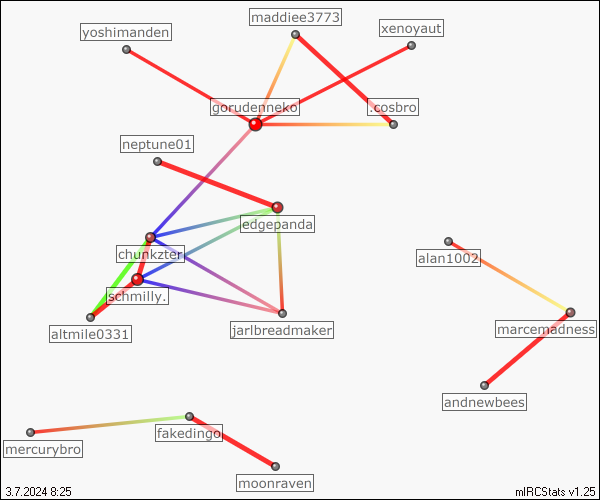 maddiee3773
yoshimanden
xenoyaut
gorudenneko
.cosbro
neptune01
edgepanda
chunkzter
alan1002
schmilly.
altmile0331
jarlbreadmaker
marcemadness
andnewbees
fakedingo
mercurybro
moonraven
3.7.2024 8:25
mIRCStats v1.25